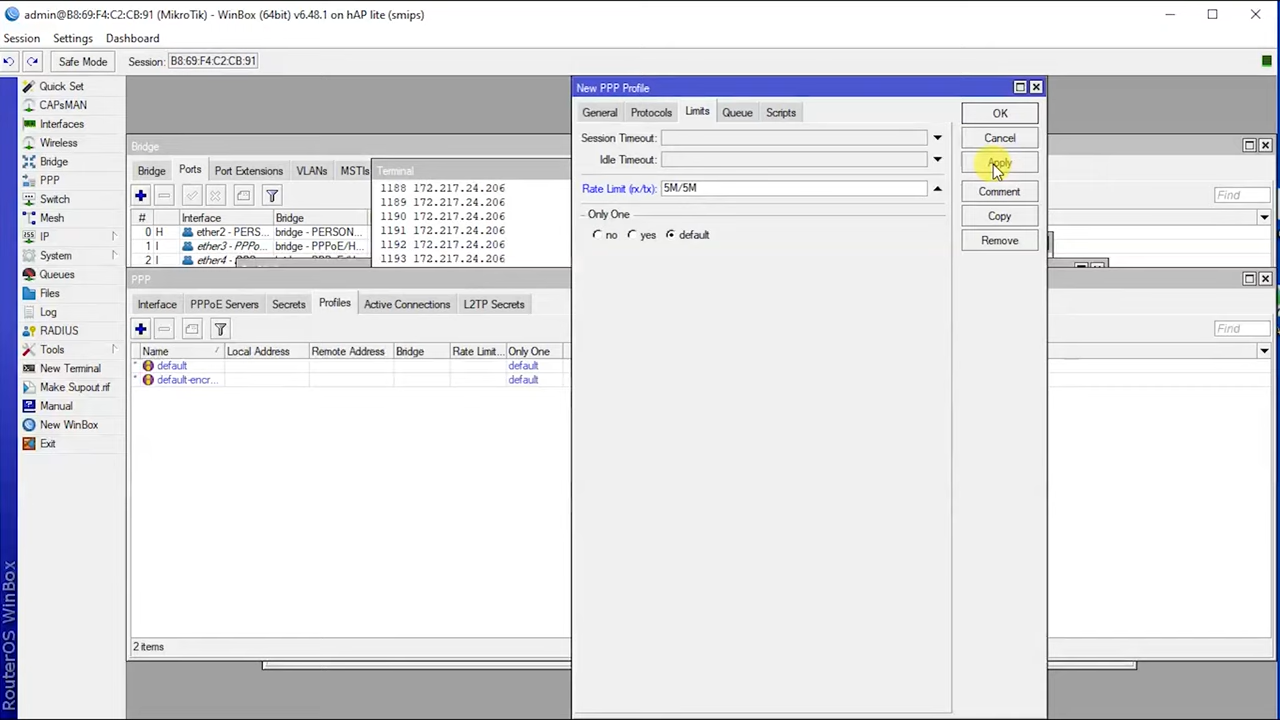 admin@B8:69:F4:C2:CB:91 (MikroTik) - WinBox (64bit) v6.48.1 on hAP lite (smips)
Session Settings Dashboard
Safe Mode Session: B8:69:F4:C2:CB:91
Quick Set
CAPsMAN
Interfaces
Wireless
Bridge
PPP
Switch
Mesh
IP
System
Queues
Files
Log
RADIUS
Tools
New Terminal
Make Supout.rif
Manual
New WinBox
Exit
RouterOS WinBox
Bridge
Bridge Ports Port Extensions VLANs MSTIs
# Interface Bridge
0 H ether2 - PERS... bridge - PERSON...
1 I ether3 - PPPo... bridge - PPPoE/H...
2 I ether4 -
Find
Terminal
1188 172.217.24.206
1189 172.217.24.206
1190 172.217.24.206
1191 172.217.24.206
1192 172.217.24.206
1193 172.217.24.206
PPP
Interface PPPoE Servers Secrets Profiles Active Connections L2TP Secrets
Find
Name Local Address Remote Address Bridge Rate Limit... Only One
* default default
* default-encr... default
2 items
New PPP Profile
General Protocols Limits Queue Scripts
Session Timeout:
Idle Timeout:
Rate Limit (rx/tx): 5M/5M
Only One
no yes default
OK
Cancel
Apply
Comment
Copy
Remove